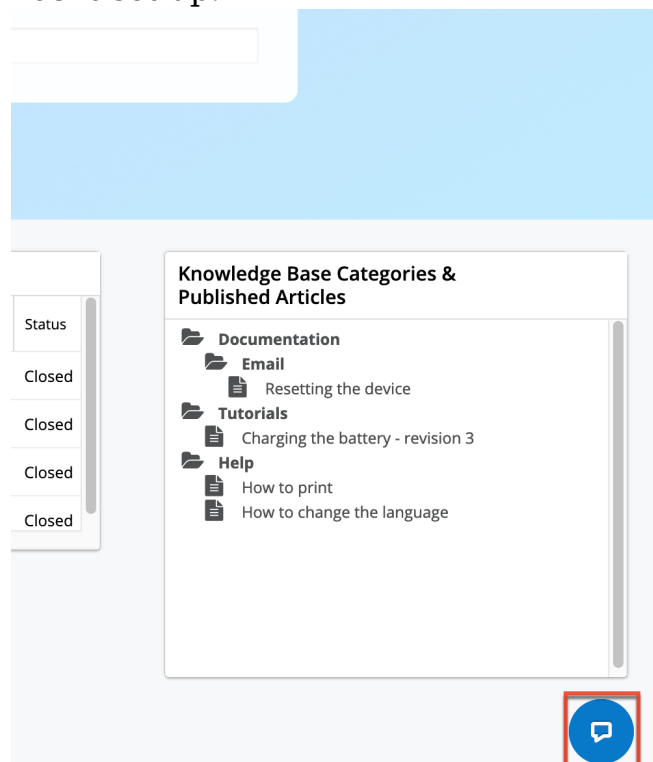 Knowledge Base Categories &
Published Articles
Status
Closed
Closed
Closed
Closed
Documentation
Email
Resetting the device
Tutorials
Charging the battery - revision 3
Help
How to print
How to change the language